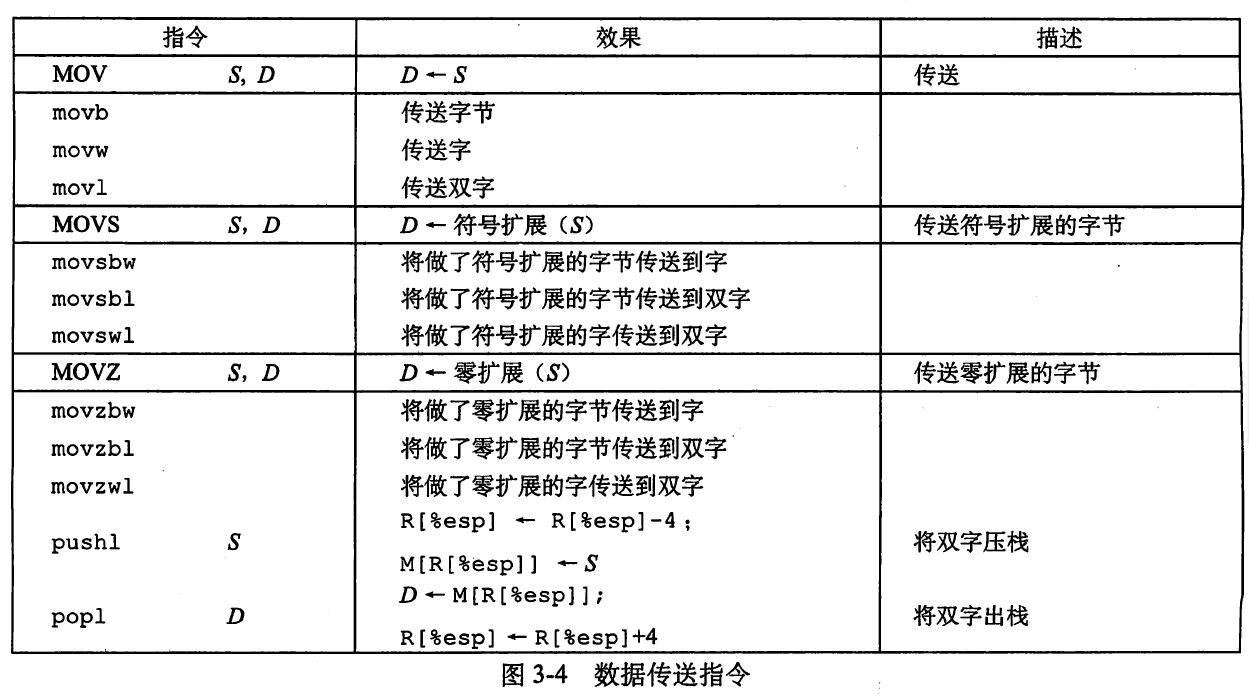 指令 效果 描述
MOV S, D D ← S 传送
movb 传送字节
movw 传送字
movl 传送双字
MOVS S, D D ← 符号扩展（S） 传送符号扩展的字节
movsbw 将做了符号扩展的字节传送到字
movsbl 将做了符号扩展的字节传送到双字
movswl 将做了符号扩展的字传送到双字
MOVZ S, D D ← 零扩展（S） 传送零扩展的字节
movzbw 将做了零扩展的字节传送到字
movzbl 将做了零扩展的字节传送到双字
movzwl 将做了零扩展的字传送到双字
R[%esp] ← R[%esp]-4；
pushl S 将双字压栈
M[R[%esp]] ← S
D ← M[R[%esp]]；
popl D 将双字出栈
R[%esp] ← R[%esp]+4
图 3-4 数据传送指令